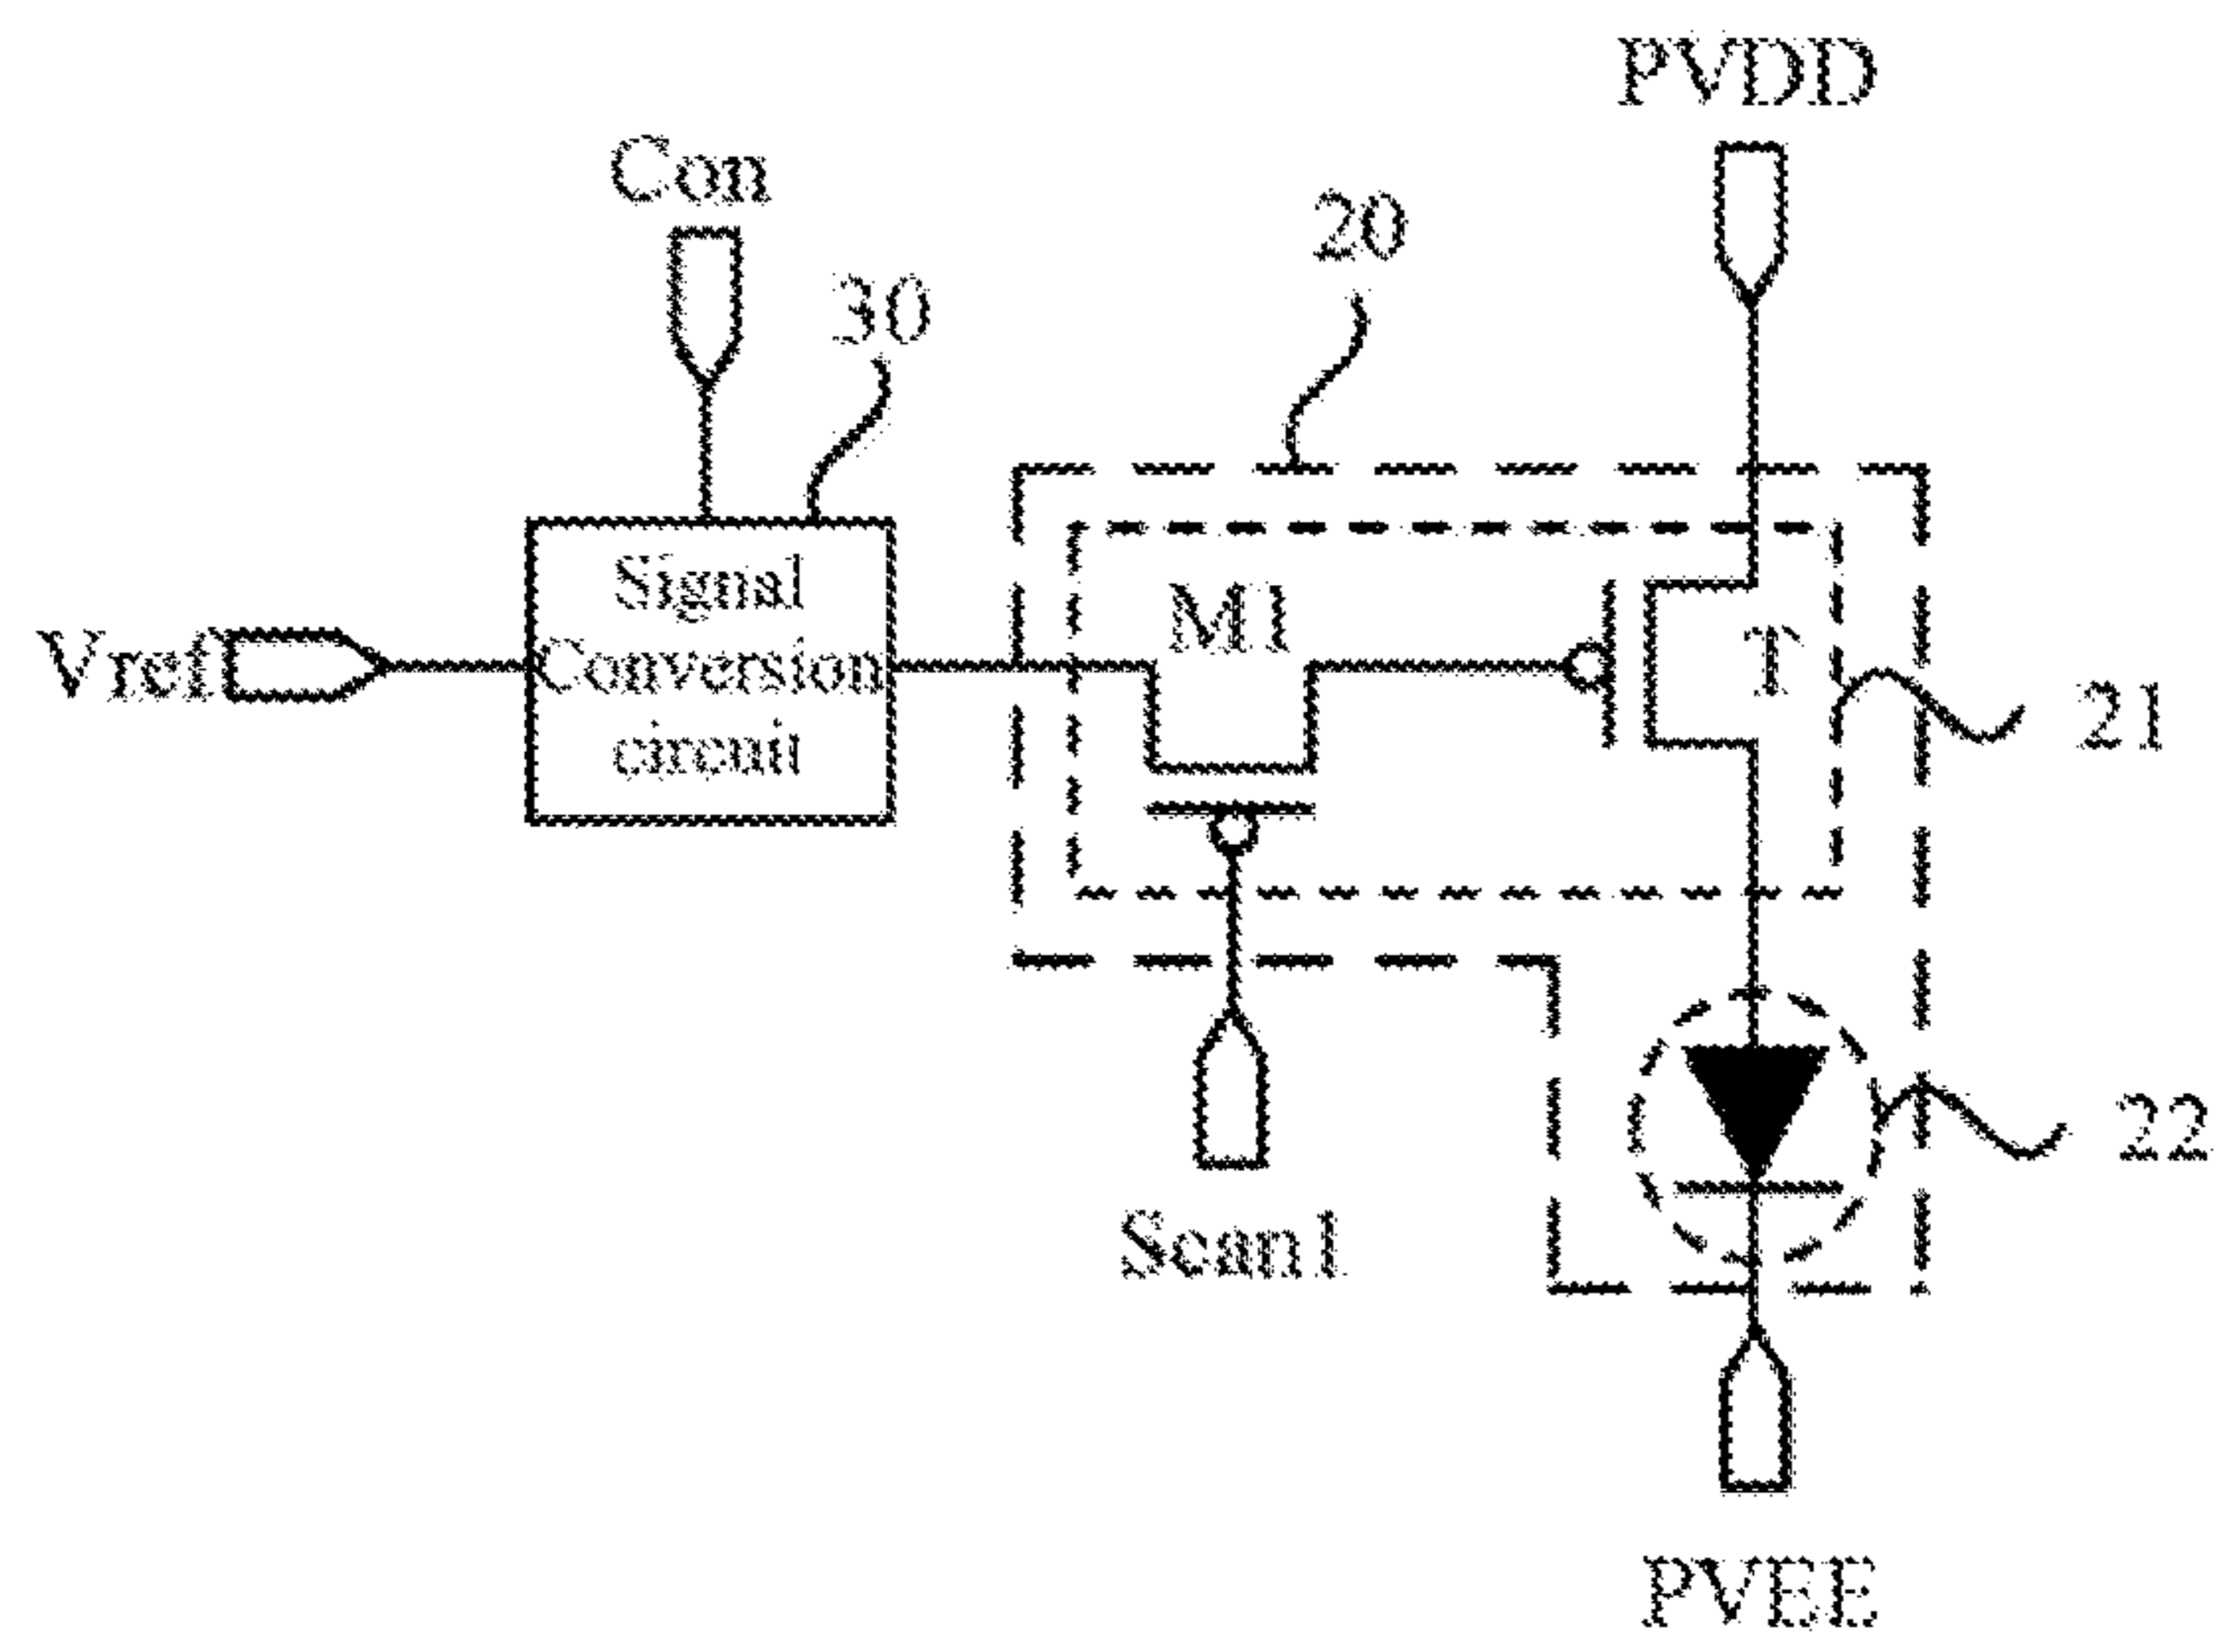 PVDD
Con
20
30
Signal
Conversion
circuit
M1
Vref
T
21
22
Scan1
PVEE